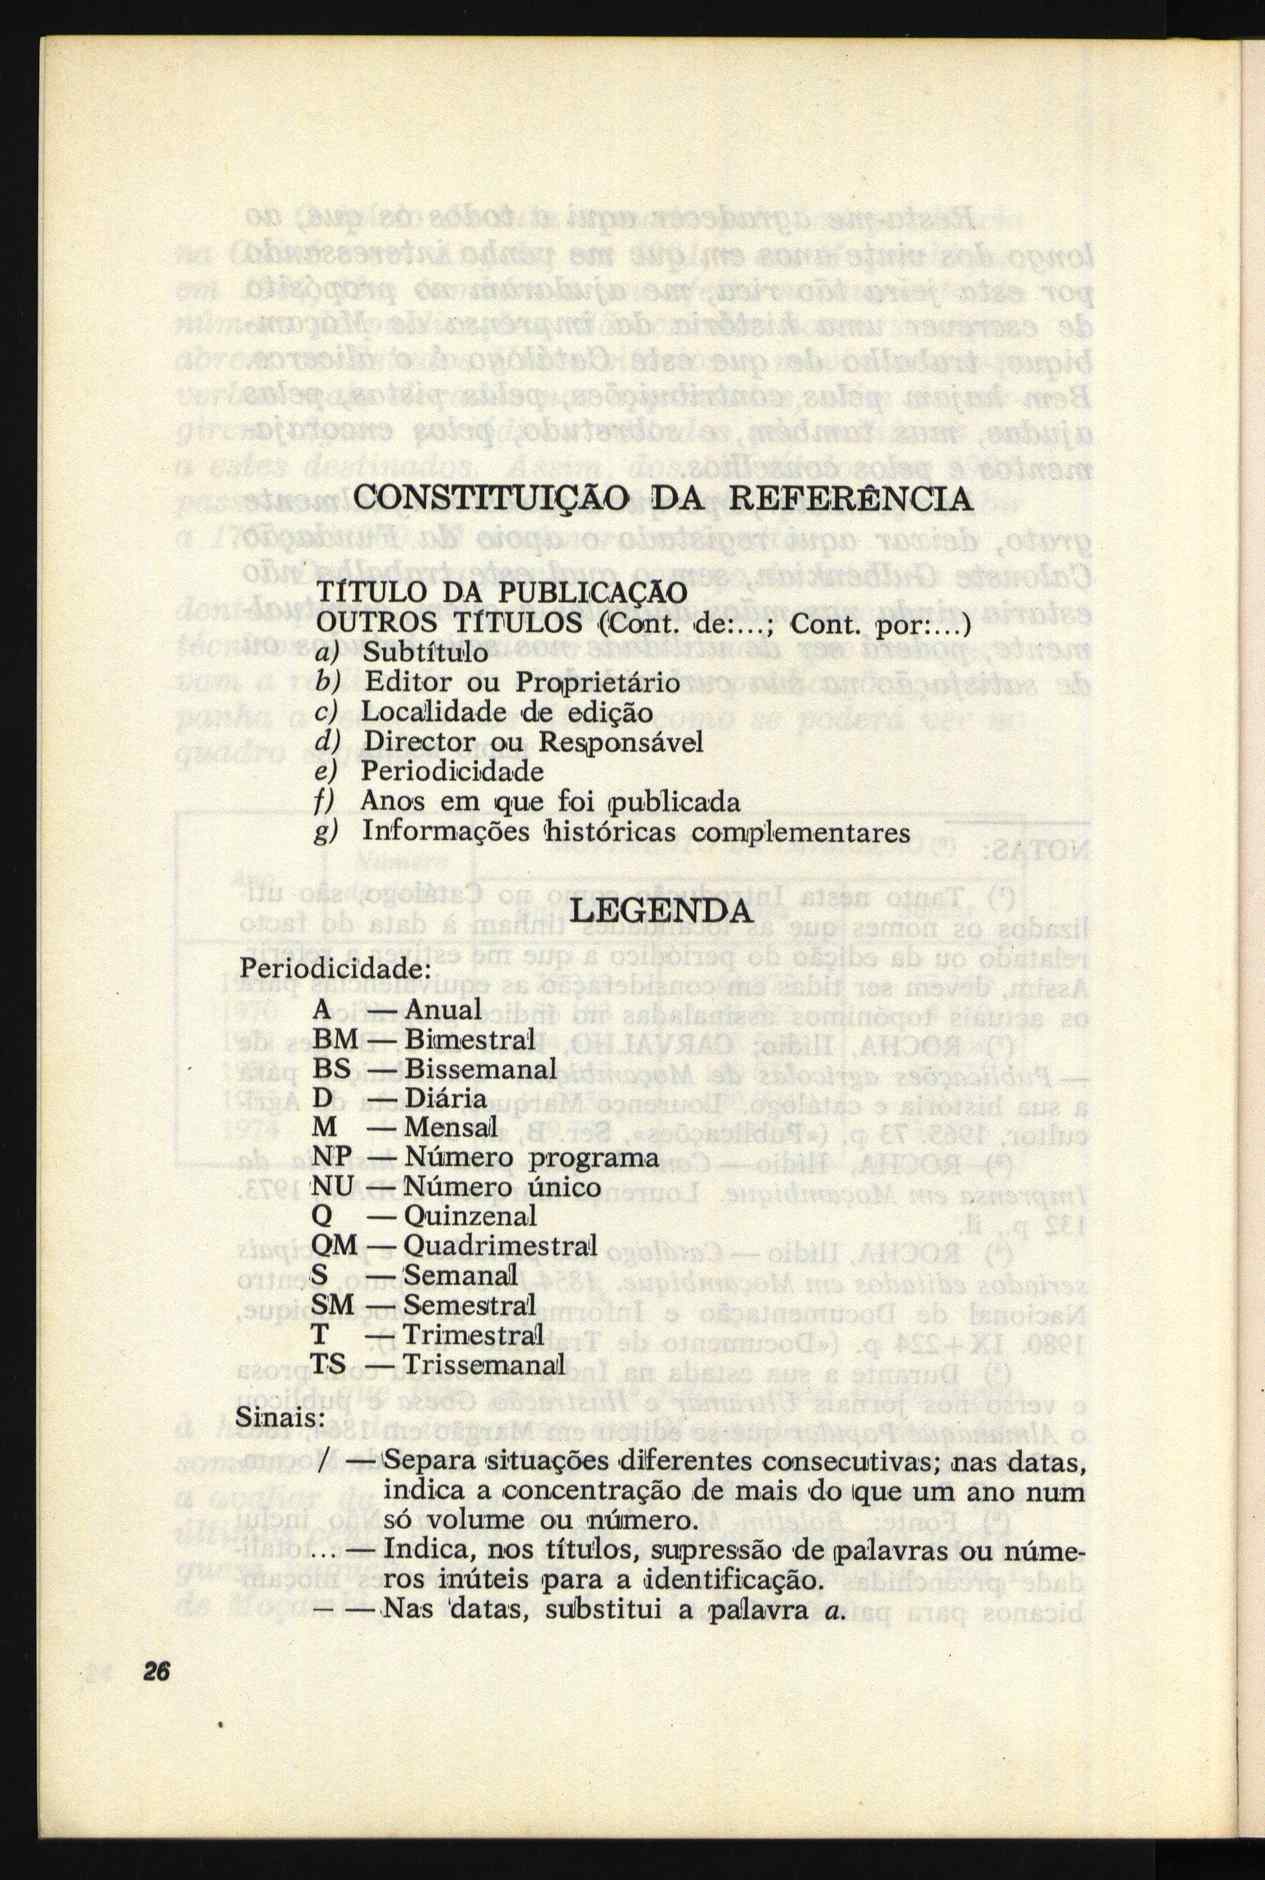 CONSTITUIÇÃO DA REFERÊNCIA
TÍTULO DA PUBLICAÇÃO
OUTROS TÍTULOS (Cont. de:...; Cont. por:...)
a) Subtítulo
b) Editor ou Proprietário
c) Localidade de edição
d) Director ou Responsável
e) Periodicidade
f) Anos em que foi publicada
g) Informações históricas complementares
LEGENDA
Periodicidade:
A — Anual
BM — Bimestral
BS — Bissemanal
D — Diária
M — Mensal
NP — Número programa
NU — Número único
Q — Quinzenal
QM — Quadrimestral
S — Semanal
SM — Semestral
T — Trimestral
TS — Trissemanal
Sinais:
/ — Separa situações diferentes consecutivas; nas datas,
indica a concentração de mais do que um ano num
só volume ou número.
... — Indica, nos títulos, supressão de palavras ou núme-
ros inúteis para a identificação.
— — Nas datas, substitui a palavra a.
26